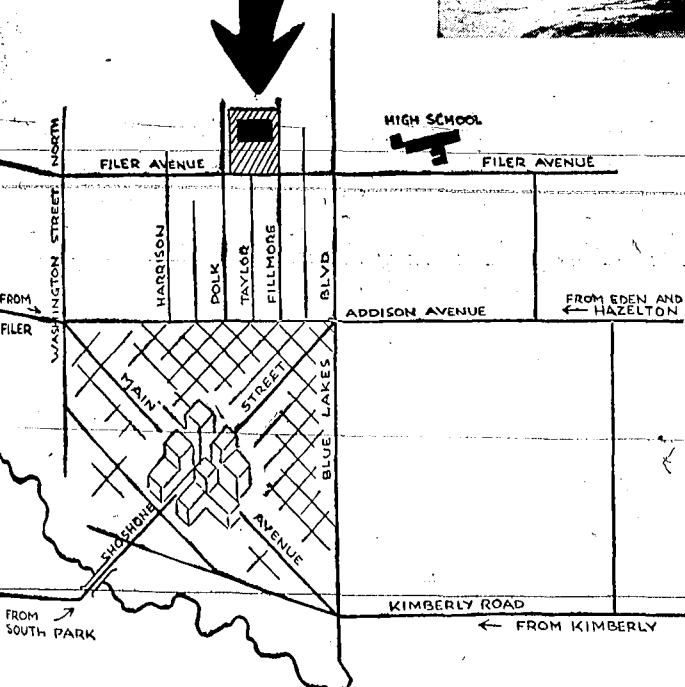 HIGH SCHOOL
FILER AVENUE
FILER AVENUE
WASHINGTON STREET NORTH
HARRISON
POLK
TAYLOR
FILLMORE
BLVD
FROM
FILER
ADDISON AVENUE
FROM EDEN AND
HAZELTON
MAIN
STREET
BLUE LAKES
SHOSHONE
AVENUE
KIMBERLY ROAD
FROM KIMBERLY
FROM
SOUTH PARK